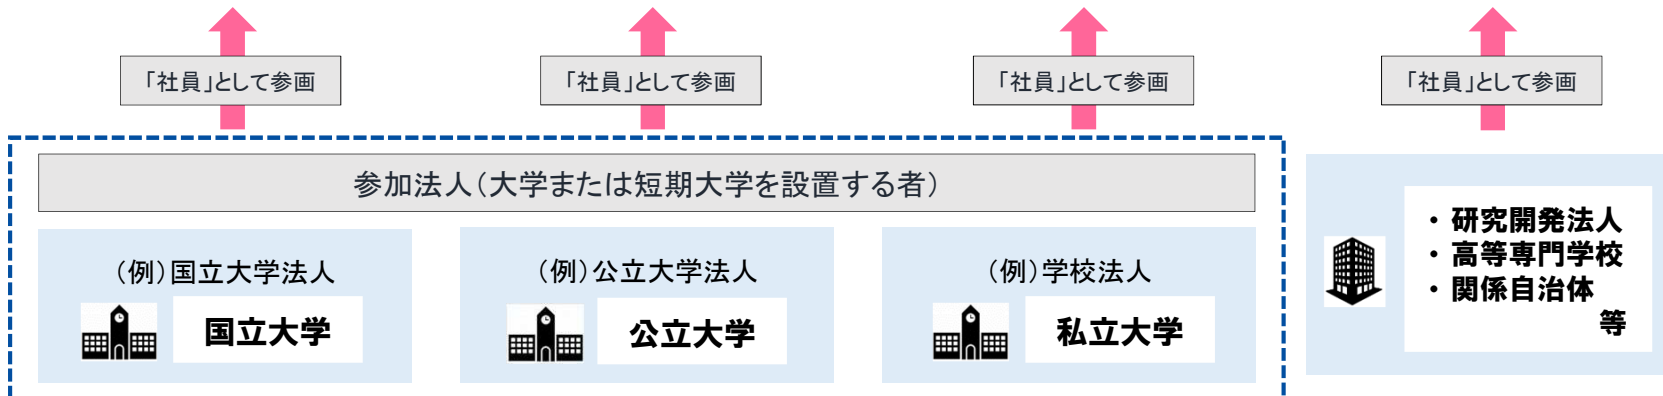 「社員」として参画
「社員」として参画
「社員」として参画
「社員」として参画
参加法人(大学または短期大学を設置する者)
(例)国立大学法人
国立大学
(例)公立大学法人
公立大学
(例)学校法人
私立大学
・ 研究開発法人
・ 高等専門学校
・ 関係自治体
等